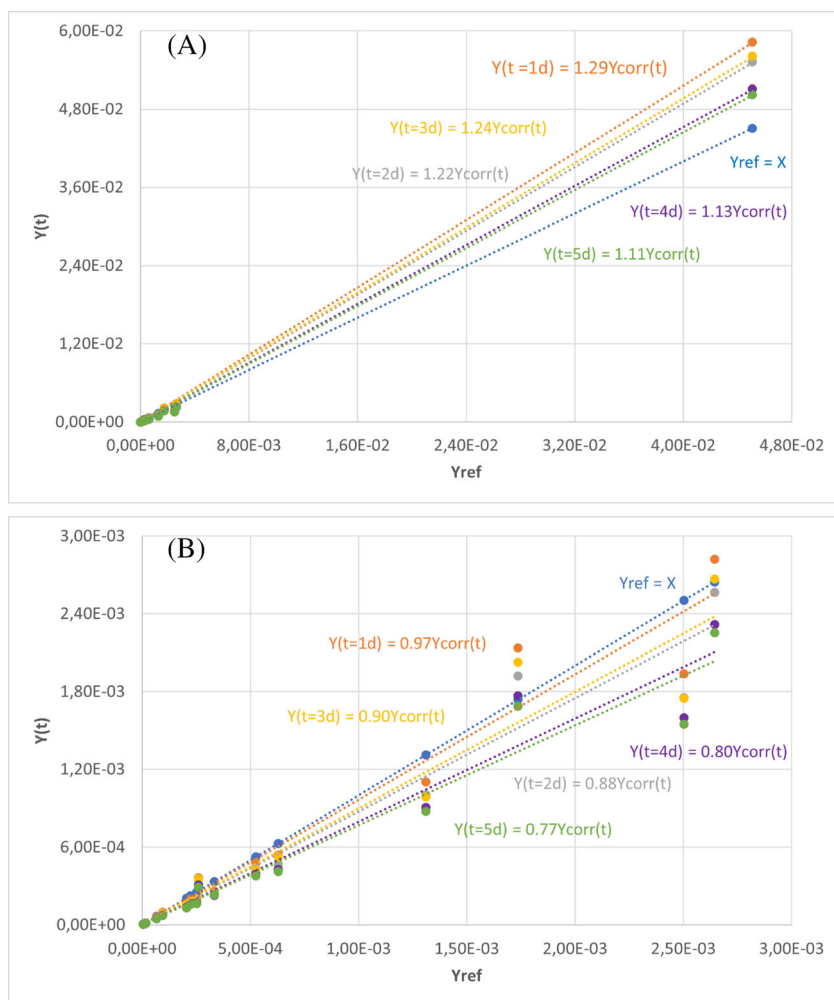 (A)
6,00E-02
4,80E-02
3,60E-02
2,40E-02
1,20E-02
0,00E+00
Y(t)
Y(t =1d) = 1.29Ycorr(t)
Y(t=3d) = 1.24Ycorr(t)
Y(t=2d) = 1.22Ycorr(t)
Yref = X
Y(t=4d) = 1.13Ycorr(t)
Y(t=5d) = 1.11Ycorr(t)
0,00E+00 8,00E-03 1,60E-02 2,40E-02 3,20E-02 4,00E-02 4,80E-02
Yref
(B)
3,00E-03
2,40E-03
1,80E-03
1,20E-03
6,00E-04
0,00E+00
Y(t)
Yref = X
Y(t=1d) = 0.97Ycorr(t)
Y(t=3d) = 0.90Ycorr(t)
Y(t=4d) = 0.80Ycorr(t)
Y(t=2d) = 0.88Ycorr(t)
Y(t=5d) = 0.77Ycorr(t)
0,00E+00 5,00E-04 1,00E-03 1,50E-03 2,00E-03 2,50E-03 3,00E-03
Yref